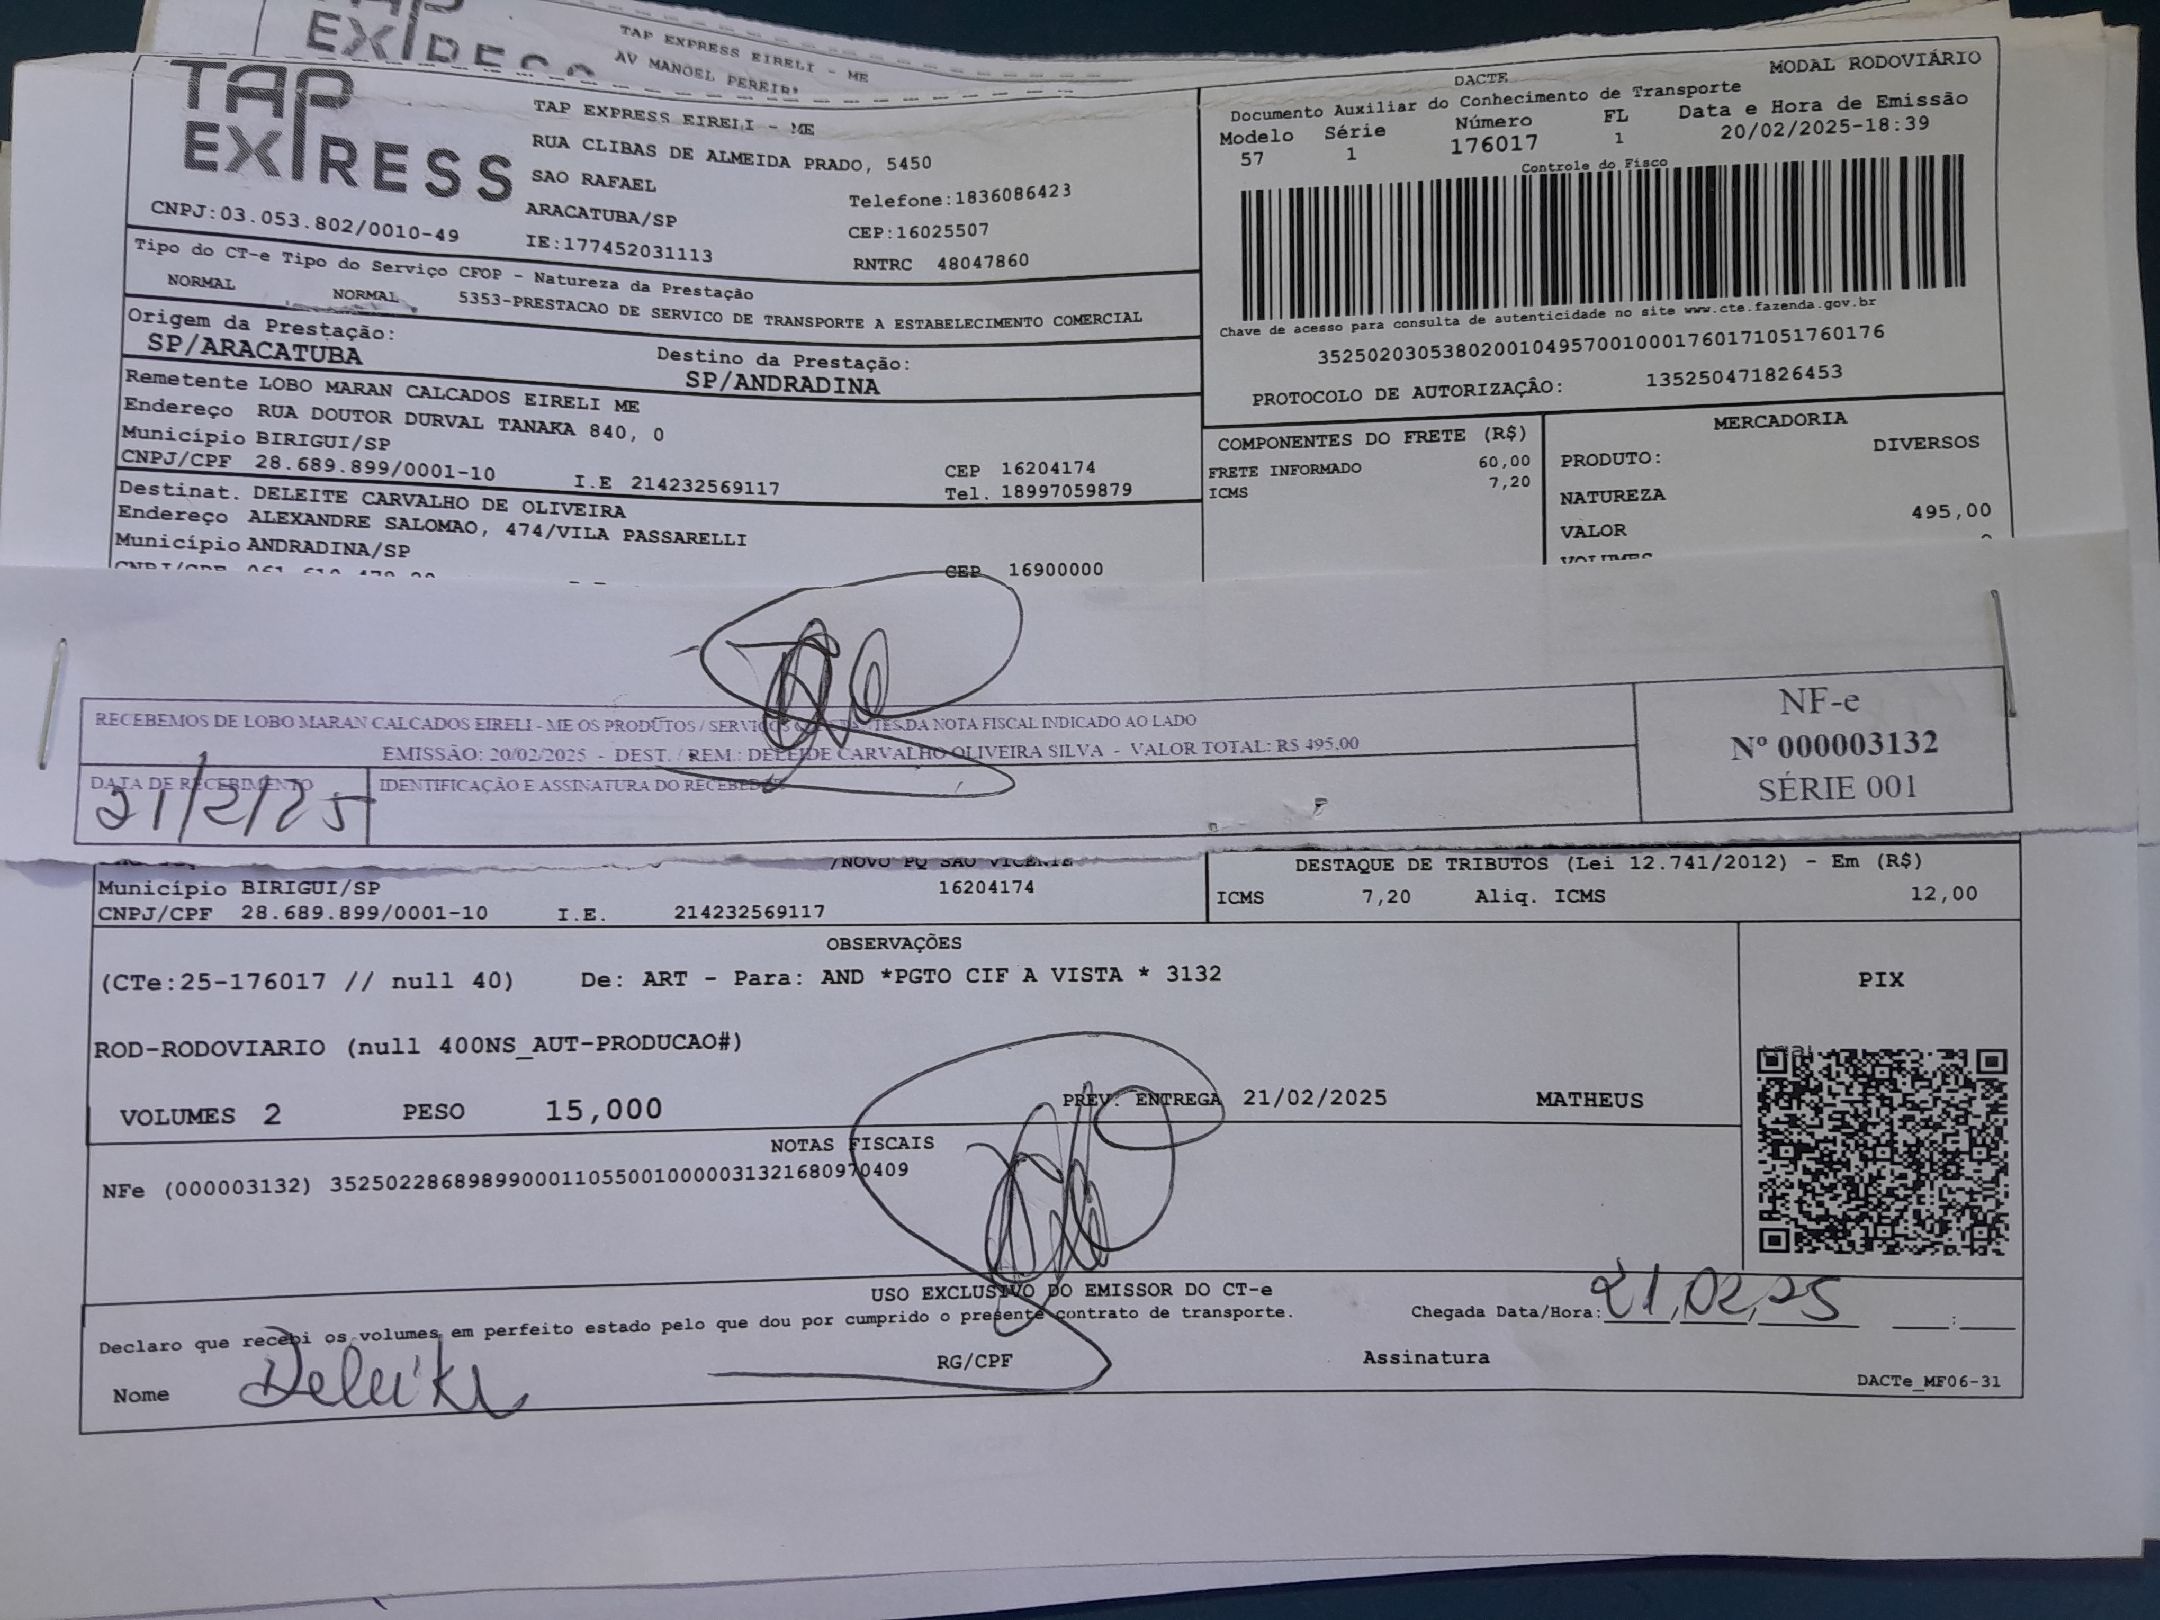 TAP
EXPRESS
TAP EXPRESS EIRELI - ME
AV MANOEL PEREIR
TAP
EXPRESS
TAP EXPRESS EIRELI - ME
RUA CLIBAS DE ALMEIDA PRADO, 5450
SAO RAFAEL
Telefone:1836086423
ARACATUBA/SP
CEP:16025507
CNPJ:03.053.802/0010-49
IE:177452031113
RNTRC 48047860
DACTE
MODAL RODOVIÁRIO
Documento Auxiliar do Conhecimento de Transporte
Modelo Série Número FL Data e Hora de Emissão
57 1 176017 1 20/02/2025-18:39
Controle do Fisco
Chave de acesso para consulta de autenticidade no site www.cte.fazenda.gov.br
35250203053802001049570010001760171051760176
PROTOCOLO DE AUTORIZAÇÃO: 135250471826453
Tipo do CT-e Tipo do Serviço CFOP - Natureza da Prestação
NORMAL NORMAL 5353-PRESTACAO DE SERVICO DE TRANSPORTE A ESTABELECIMENTO COMERCIAL
Origem da Prestação: Destino da Prestação:
SP/ARACATUBA SP/ANDRADINA
Remetente LOBO MARAN CALCADOS EIRELI ME
Endereço RUA DOUTOR DURVAL TANAKA 840, 0
Município BIRIGUI/SP CEP 16204174
CNPJ/CPF 28.689.899/0001-10 I.E 214232569117 Tel. 18997059879
Destinat. DELEITE CARVALHO DE OLIVEIRA
Endereço ALEXANDRE SALOMAO, 474/VILA PASSARELLI
Município ANDRADINA/SP CEP 16900000
COMPONENTES DO FRETE (R$)
FRETE INFORMADO 60,00
ICMS 7,20
MERCADORIA
PRODUTO: DIVERSOS
NATUREZA
VALOR 495,00
VOLUMES
RECEBEMOS DE LOBO MARAN CALCADOS EIRELI - ME OS PRODUTOS / SERVIÇOS CONSTANTES DA NOTA FISCAL INDICADO AO LADO
EMISSÃO: 20/02/2025 - DEST. / REM.: DELEIDE CARVALHO OLIVEIRA SILVA - VALOR TOTAL: R$ 495,00
DATA DE RECEBIMENTO
21/2/25
IDENTIFICAÇÃO E ASSINATURA DO RECEBEDOR
NF-e
Nº 000003132
SÉRIE 001
/NOVO PQ SAO VICENTE
Município BIRIGUI/SP 16204174
CNPJ/CPF 28.689.899/0001-10 I.E. 214232569117
DESTAQUE DE TRIBUTOS (Lei 12.741/2012) - Em (R$)
ICMS 7,20 Aliq. ICMS 12,00
OBSERVAÇÕES
(CTe:25-176017 // null 40) De: ART - Para: AND *PGTO CIF A VISTA * 3132
ROD-RODOVIARIO (null 400NS_AUT-PRODUCAO#)
VOLUMES 2 PESO 15,000 PREV. ENTREGA 21/02/2025 MATHEUS
PIX
NOTAS FISCAIS
NFe (000003132) 35250228689899000110550010000031321680970409
USO EXCLUSIVO DO EMISSOR DO CT-e
Declaro que recebi os volumes em perfeito estado pelo que dou por cumprido o presente contrato de transporte.
Chegada Data/Hora: 21,02,25 :
Nome RG/CPF Assinatura
DACTe_MF06-31